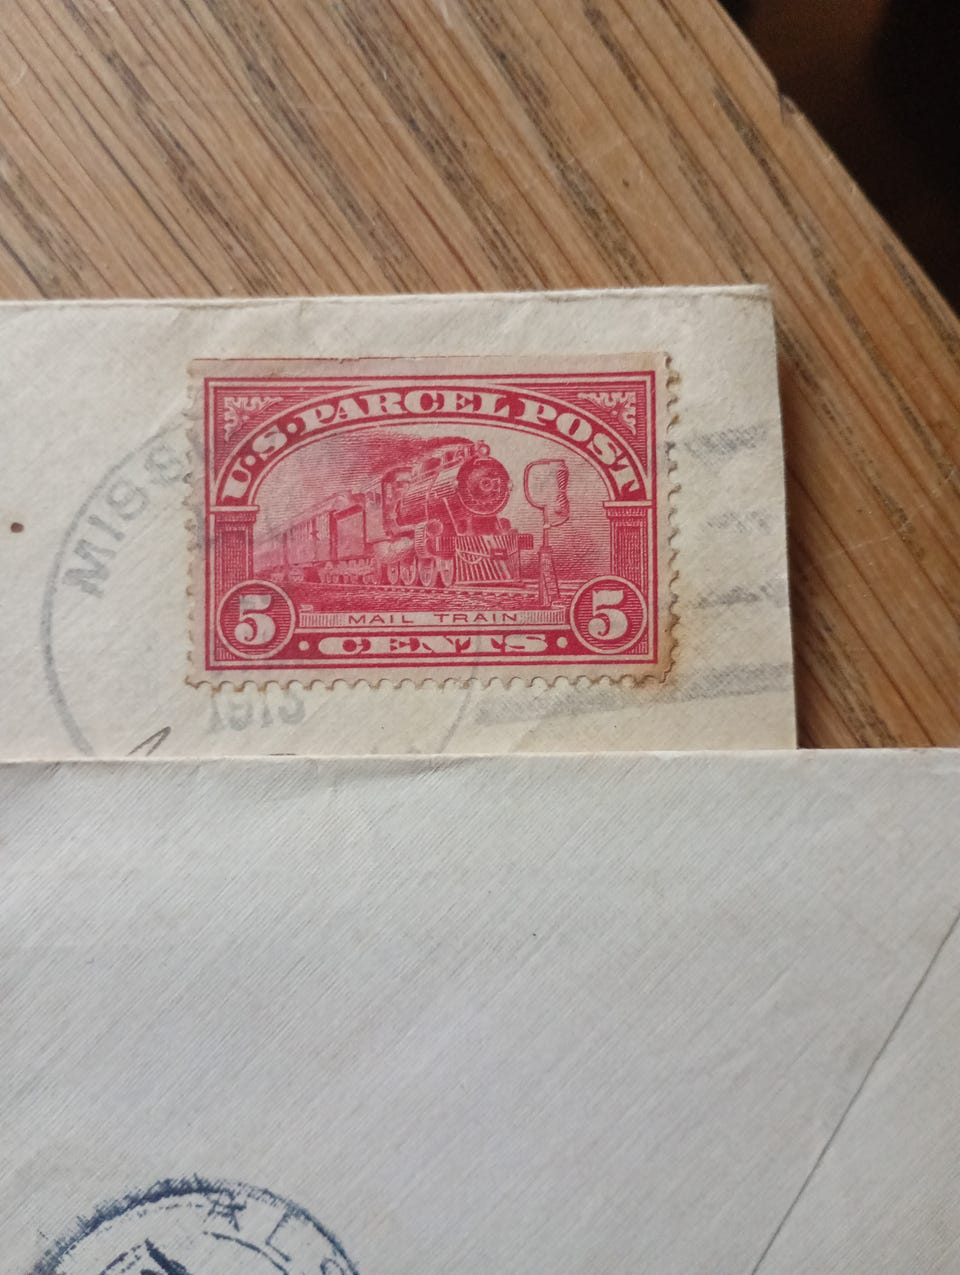 U.S. PARCEL POST
MISS
5 MAIL TRAIN 5
· CENTS ·
1913